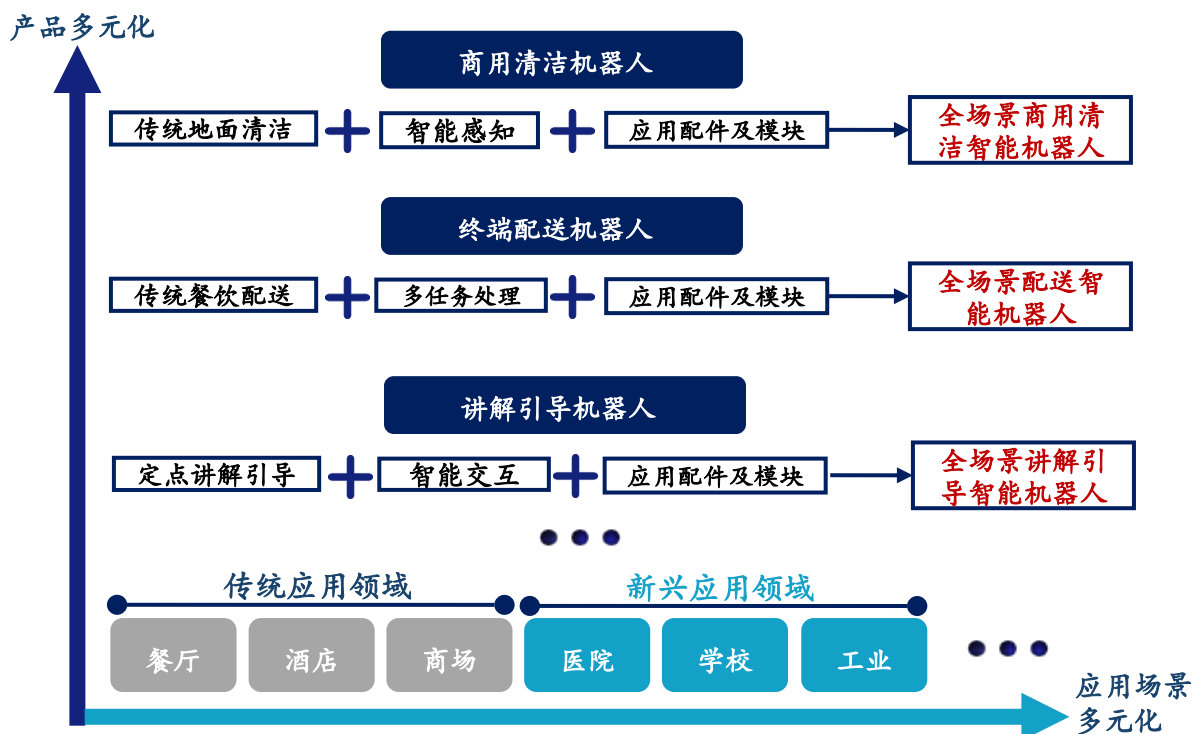 产品多元化
商用清洁机器人
传统地面清洁
智能感知
应用配件及模块
全场景商用清
洁智能机器人
终端配送机器人
传统餐饮配送
多任务处理
应用配件及模块
全场景配送智
能机器人
讲解引导机器人
定点讲解引导
智能交互
应用配件及模块
全场景讲解引
导智能机器人
传统应用领域
新兴应用领域
餐厅
酒店
商场
医院
学校
工业
应用场景
多元化